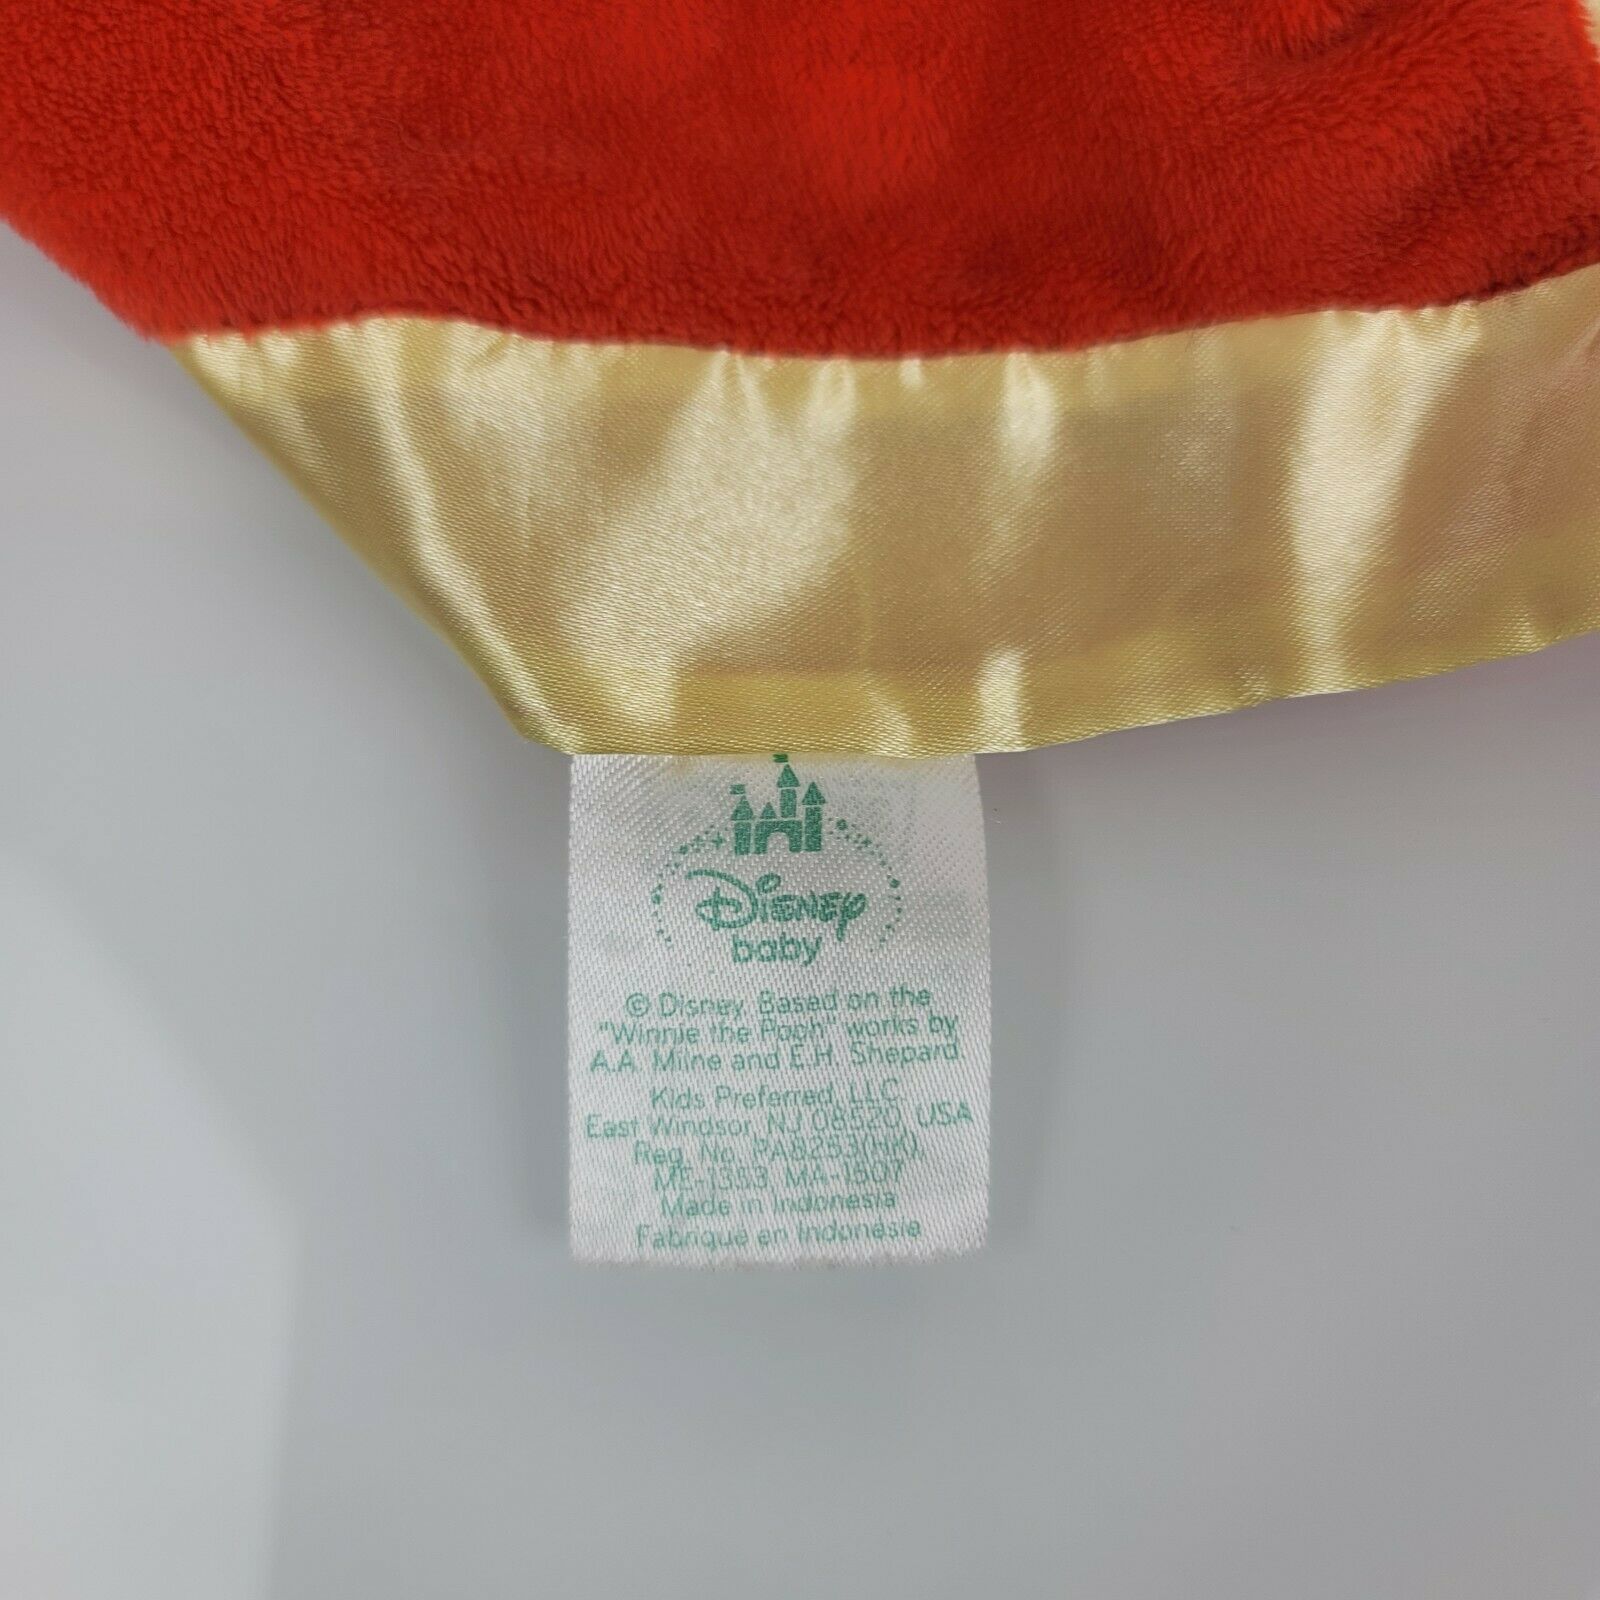 Disney
baby
© Disney. Based on the
"Winnie the Pooh" works by
A.A. Milne and E.H. Shepard
Kids Preferred, LLC
East Windsor, NJ 08520, USA
Reg. No. PA8253(HK),
ME-1353, MA-1507
Made in Indonesia
Fabriqué en Indonésie